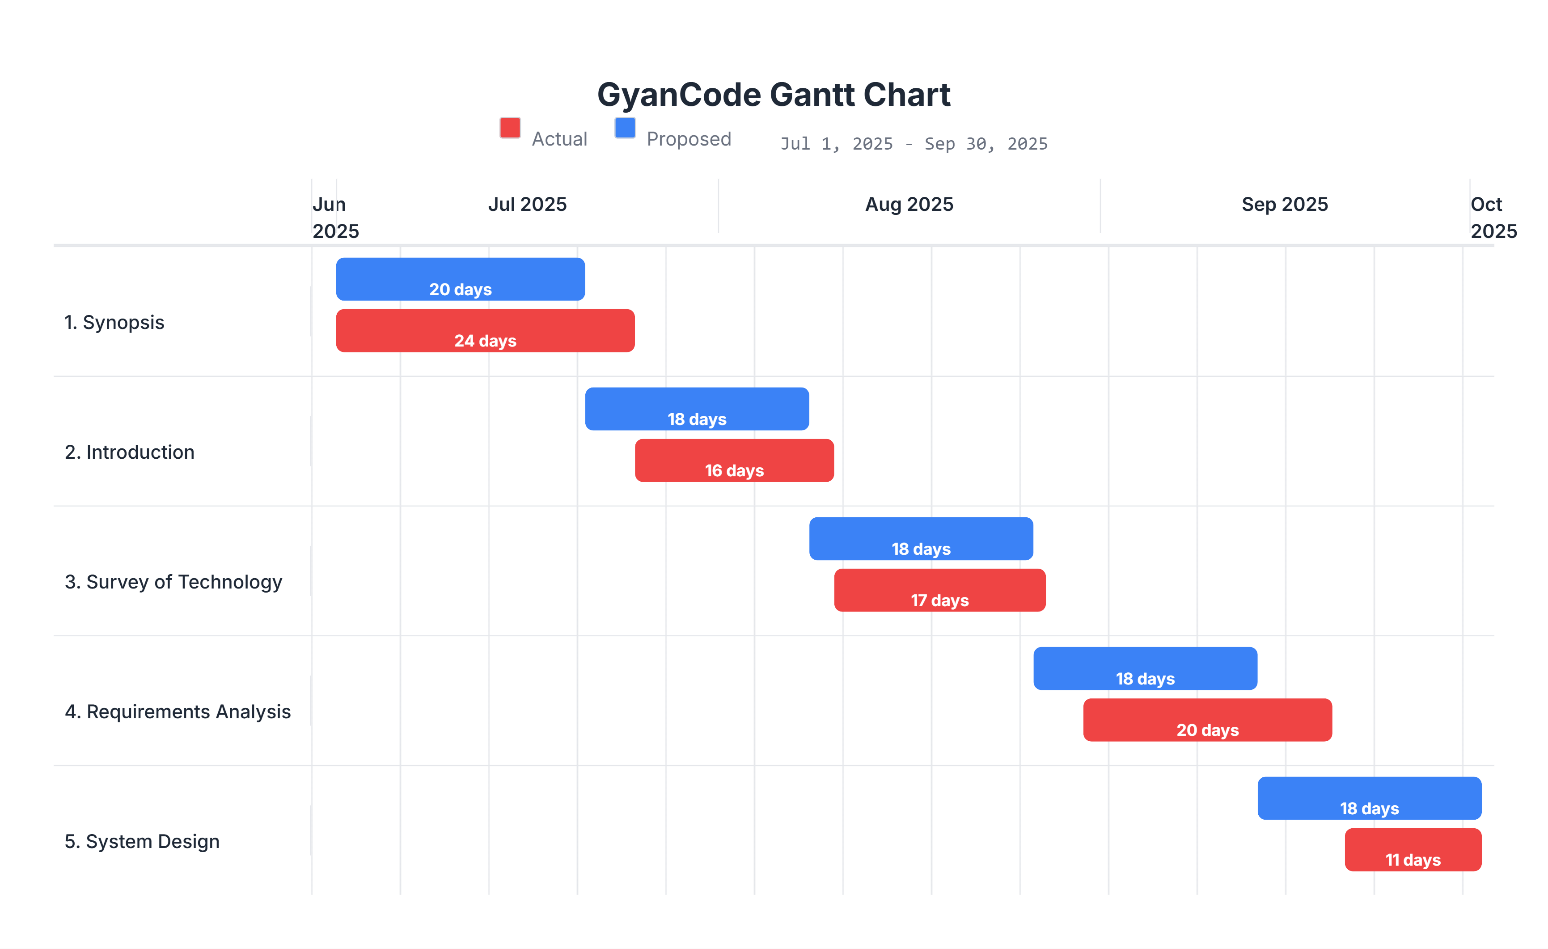 GyanCode Gantt Chart
Actual Proposed Jul 1, 2025 - Sep 30, 2025
Jun 2025
Jul 2025
Aug 2025
Sep 2025
Oct 2025
20 days
1. Synopsis
24 days
18 days
2. Introduction
16 days
18 days
3. Survey of Technology
17 days
18 days
4. Requirements Analysis
20 days
18 days
5. System Design
11 days